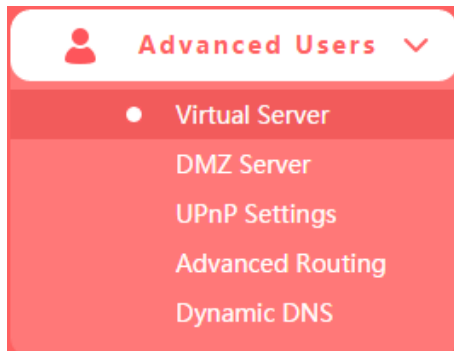 Advanced Users
Virtual Server
DMZ Server
UPnP Settings
Advanced Routing
Dynamic DNS